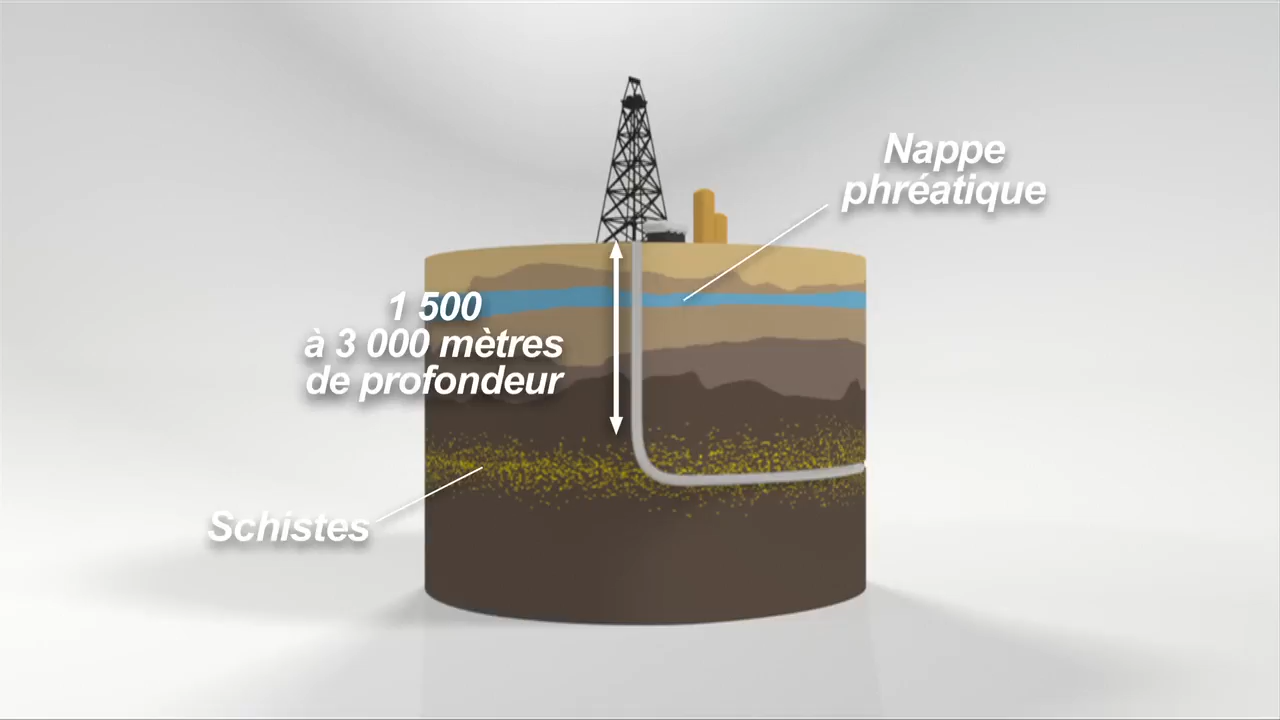 Nappe
phréatique
1 500
à 3 000 mètres
de profondeur
Schistes